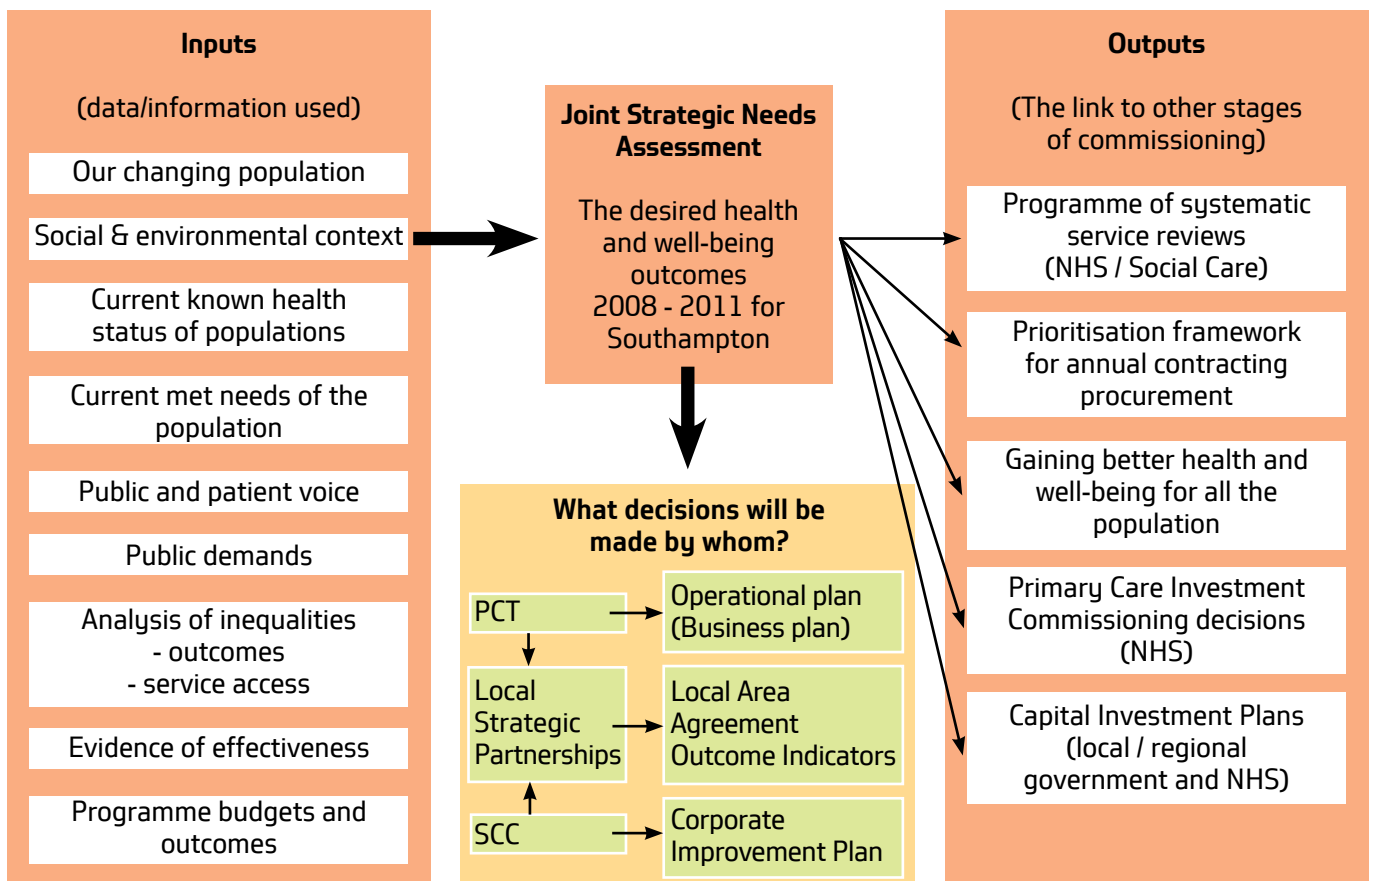 Inputs
(data/information used)
Our changing population
Social & environmental context
Current known health
status of populations
Current met needs of the
population
Public and patient voice
Public demands
Analysis of inequalities
- outcomes
- service access
Evidence of effectiveness
Programme budgets and
outcomes
Joint Strategic Needs
Assessment
The desired health
and well-being
outcomes
2008 - 2011 for
Southampton
What decisions will be
made by whom?
PCT
Operational plan
(Business plan)
Local
Strategic
Partnerships
Local Area
Agreement
Outcome Indicators
SCC
Corporate
Improvement Plan
Outputs
(The link to other stages
of commissioning)
Programme of systematic
service reviews
(NHS / Social Care)
Prioritisation framework
for annual contracting
procurement
Gaining better health and
well-being for all the
population
Primary Care Investment
Commissioning decisions
(NHS)
Capital Investment Plans
(local / regional
government and NHS)